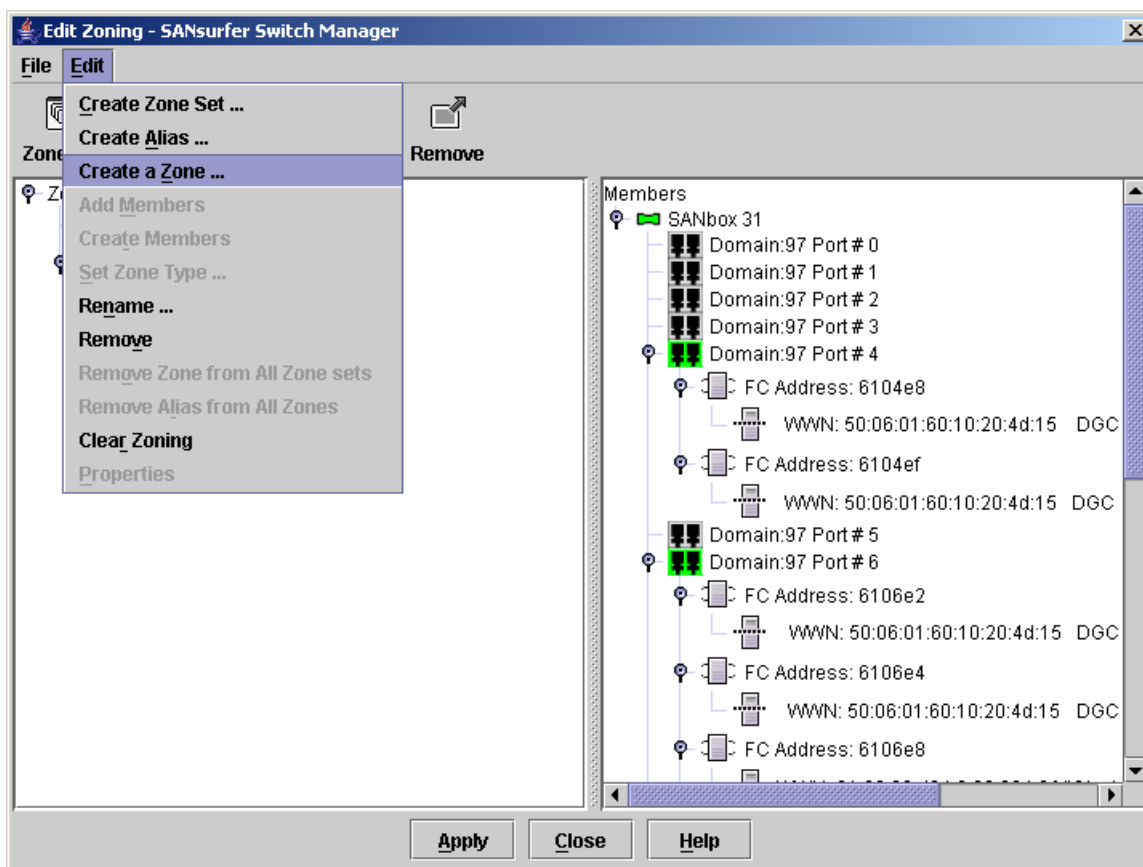 Edit Zoning - SANsurfer Switch Manager
File Edit
Create Zone Set ...
Create Alias ...
Create a Zone ...
Add Members
Create Members
Set Zone Type ...
Rename ...
Remove
Remove Zone from All Zone sets
Remove Alias from All Zones
Clear Zoning
Properties
Zone
Remove
Members
SANbox 31
Domain:97 Port # 0
Domain:97 Port # 1
Domain:97 Port # 2
Domain:97 Port # 3
Domain:97 Port # 4
FC Address: 6104e8
WWN: 50:06:01:60:10:20:4d:15 DGC
FC Address: 6104ef
WWN: 50:06:01:60:10:20:4d:15 DGC
Domain:97 Port # 5
Domain:97 Port # 6
FC Address: 6106e2
WWN: 50:06:01:60:10:20:4d:15 DGC
FC Address: 6106e4
WWN: 50:06:01:60:10:20:4d:15 DGC
FC Address: 6106e8
Apply Close Help